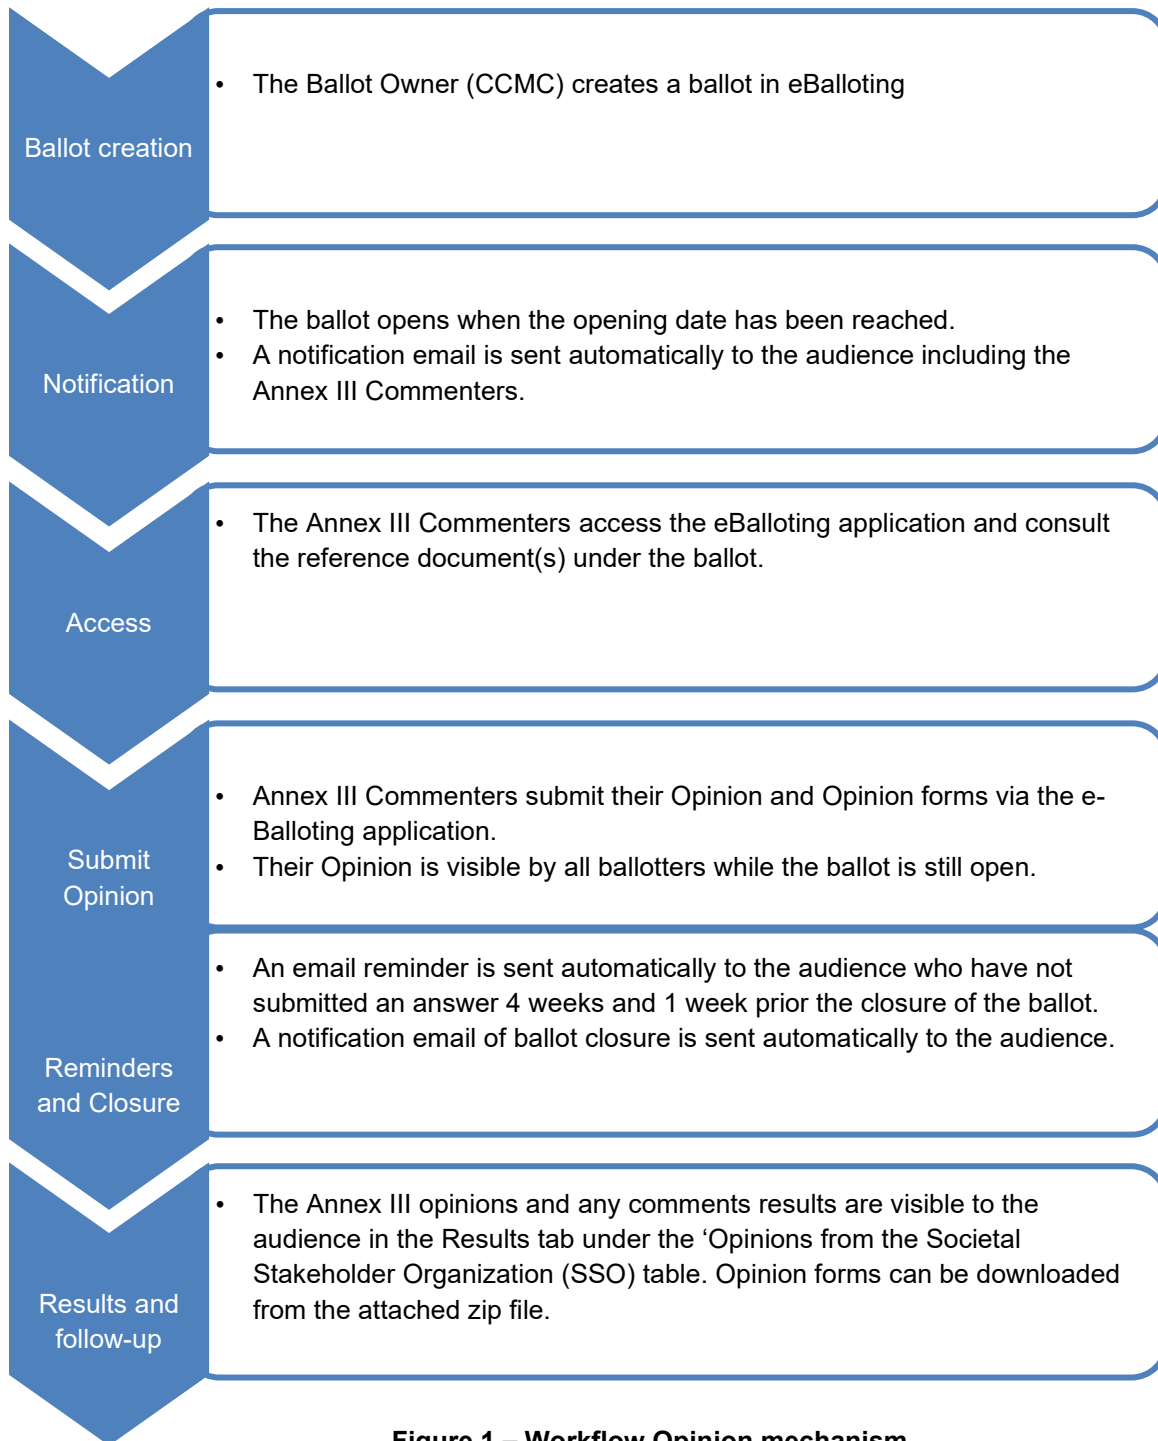 Ballot creation
• The Ballot Owner (CCMC) creates a ballot in eBalloting
Notification
• The ballot opens when the opening date has been reached.
• A notification email is sent automatically to the audience including the
Annex III Commenters.
Access
• The Annex III Commenters access the eBalloting application and consult
the reference document(s) under the ballot.
Submit
Opinion
• Annex III Commenters submit their Opinion and Opinion forms via the e-
Balloting application.
• Their Opinion is visible by all ballotters while the ballot is still open.
Reminders
and Closure
• An email reminder is sent automatically to the audience who have not
submitted an answer 4 weeks and 1 week prior the closure of the ballot.
• A notification email of ballot closure is sent automatically to the audience.
Results and
follow-up
• The Annex III opinions and any comments results are visible to the
audience in the Results tab under the ‘Opinions from the Societal
Stakeholder Organization (SSO) table. Opinion forms can be downloaded
from the attached zip file.
Figure 1 – Workflow Opinion mechanism